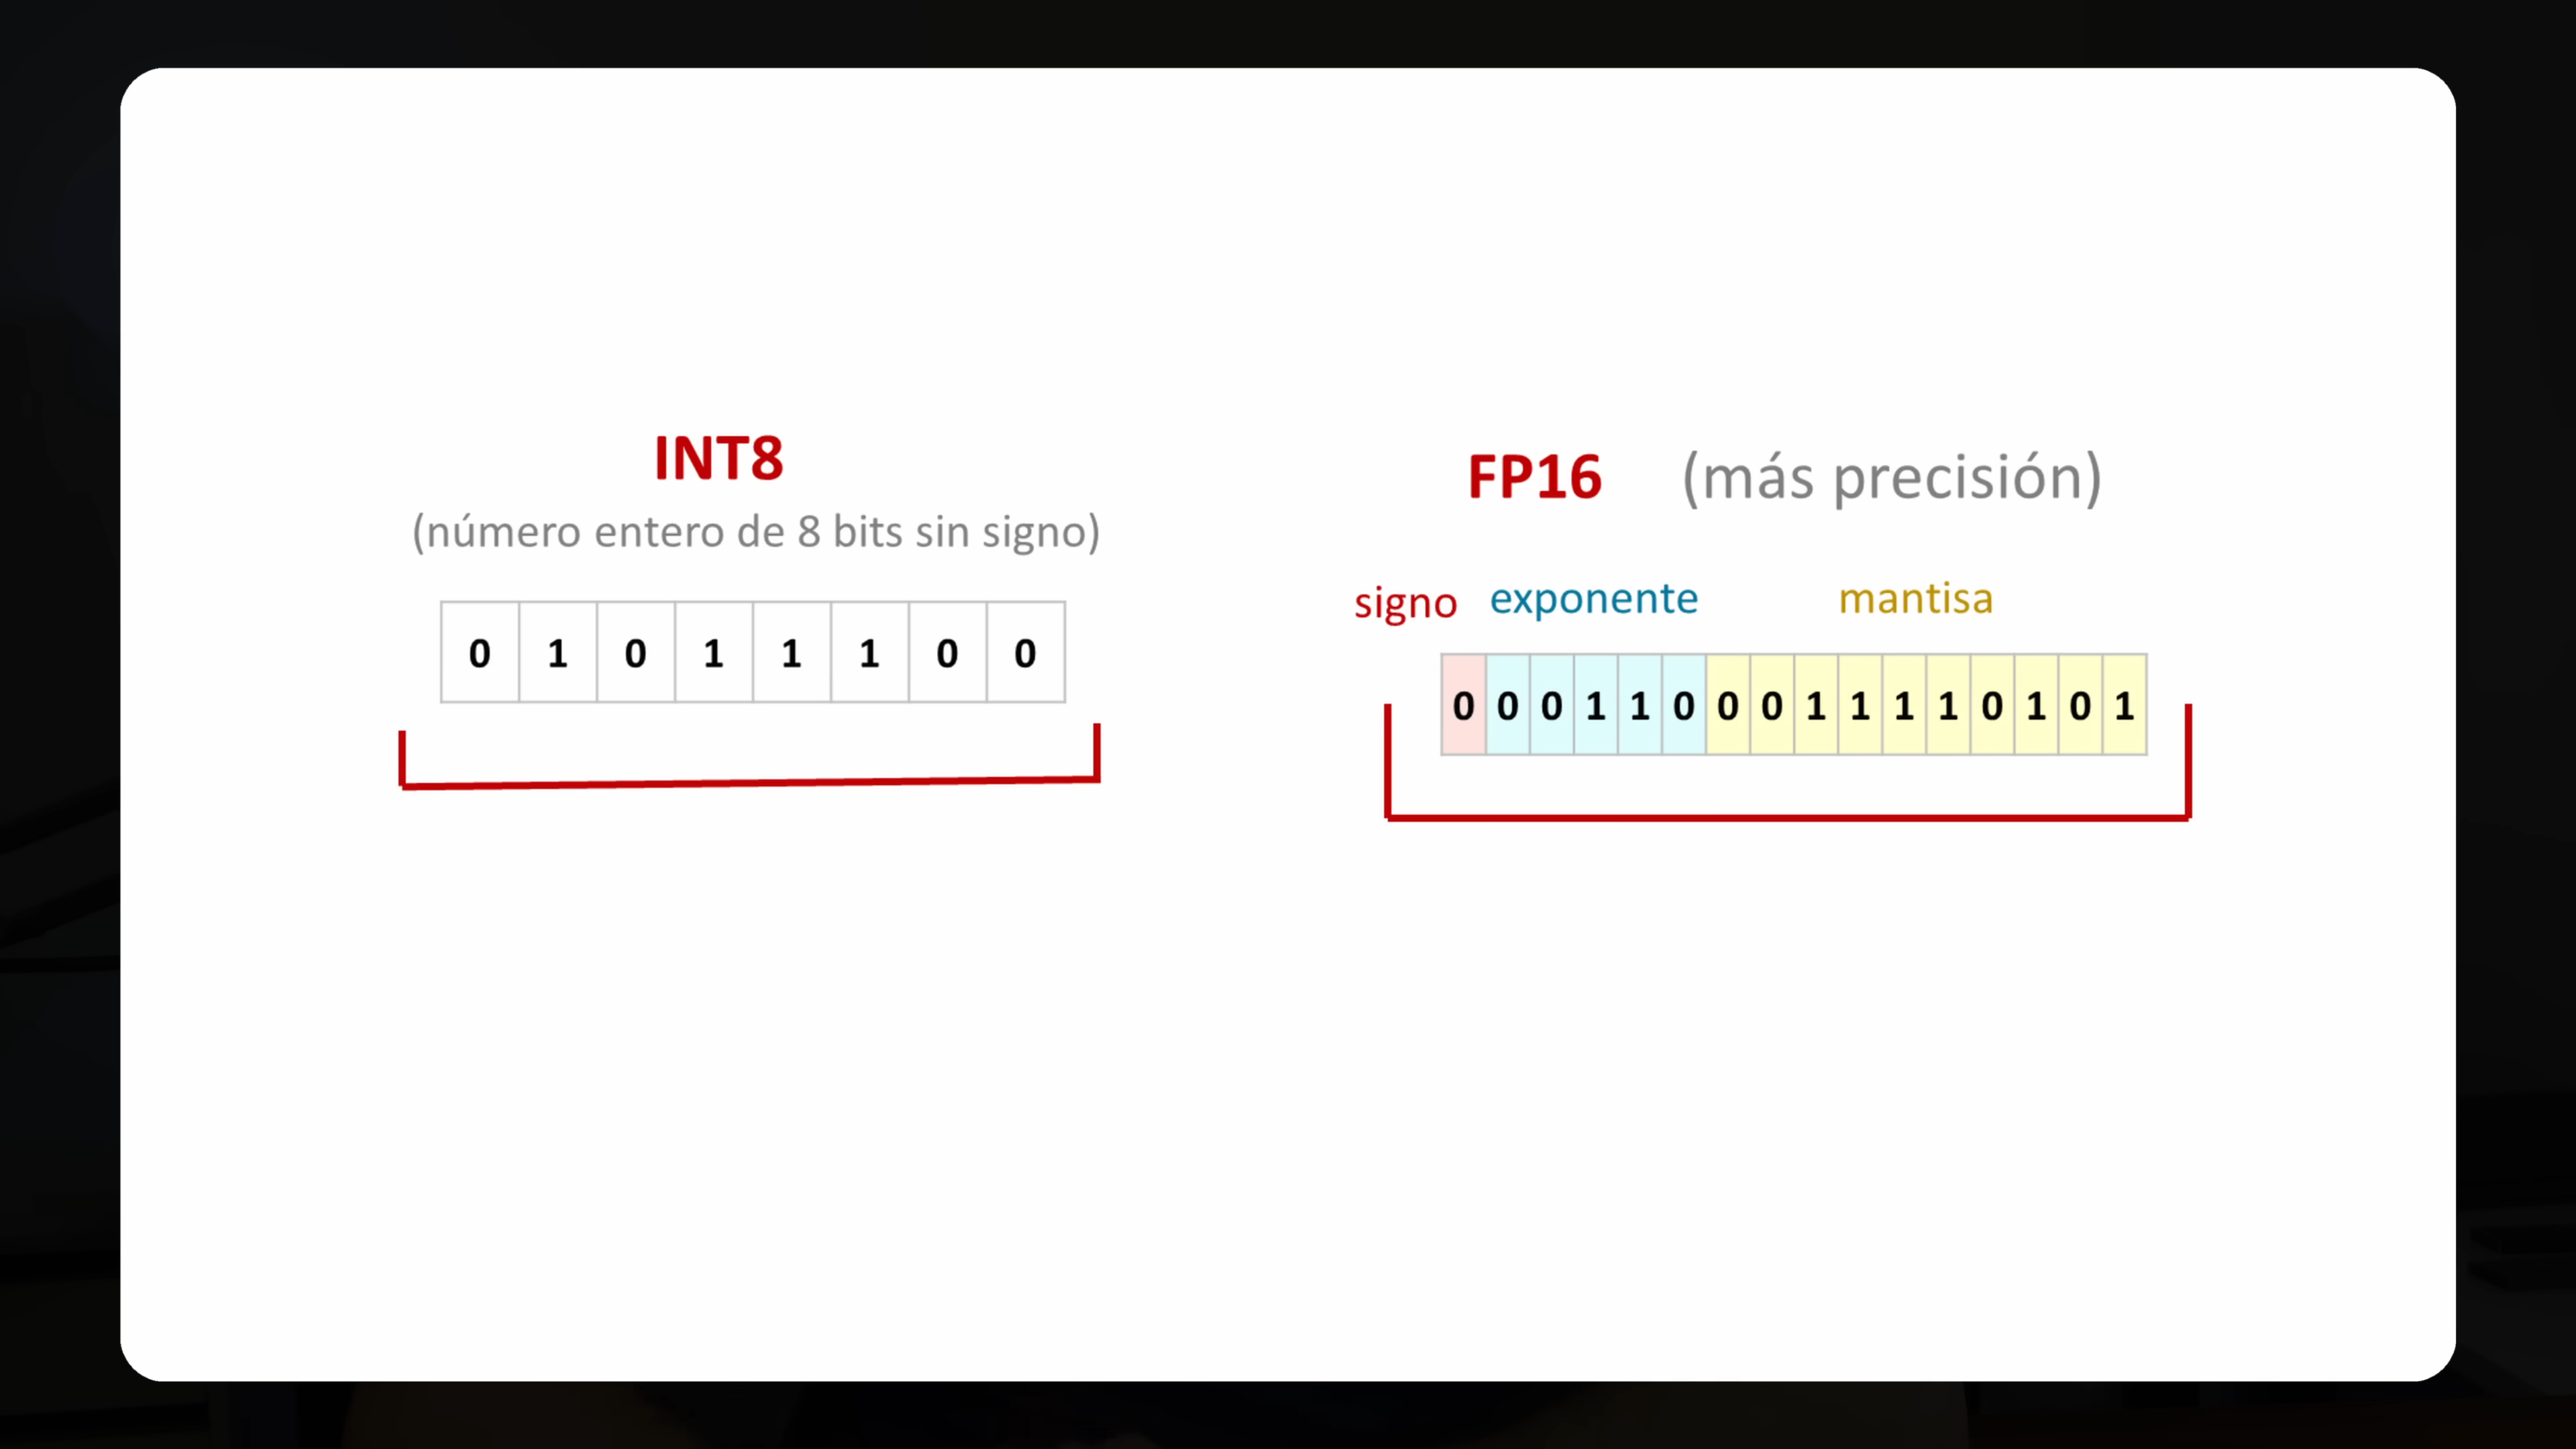 INT8
(número entero de 8 bits sin signo)
0 1 0 1 1 1 0 0
FP16 (más precisión)
signo exponente mantisa
0 0 0 1 1 0 0 0 1 1 1 1 0 1 0 1